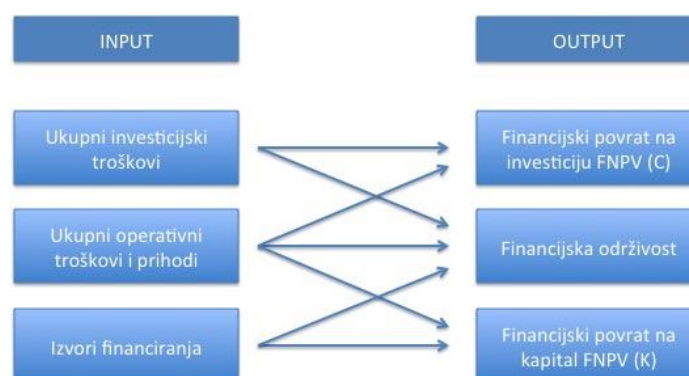 INPUT
OUTPUT
Ukupni investicijski
troškovi
Financijski povrat na
investiciju FNPV (C)
Ukupni operativni
troškovi i prihodi
Financijska održivost
Izvori financiranja
Financijski povrat na
kapital FNPV (K)